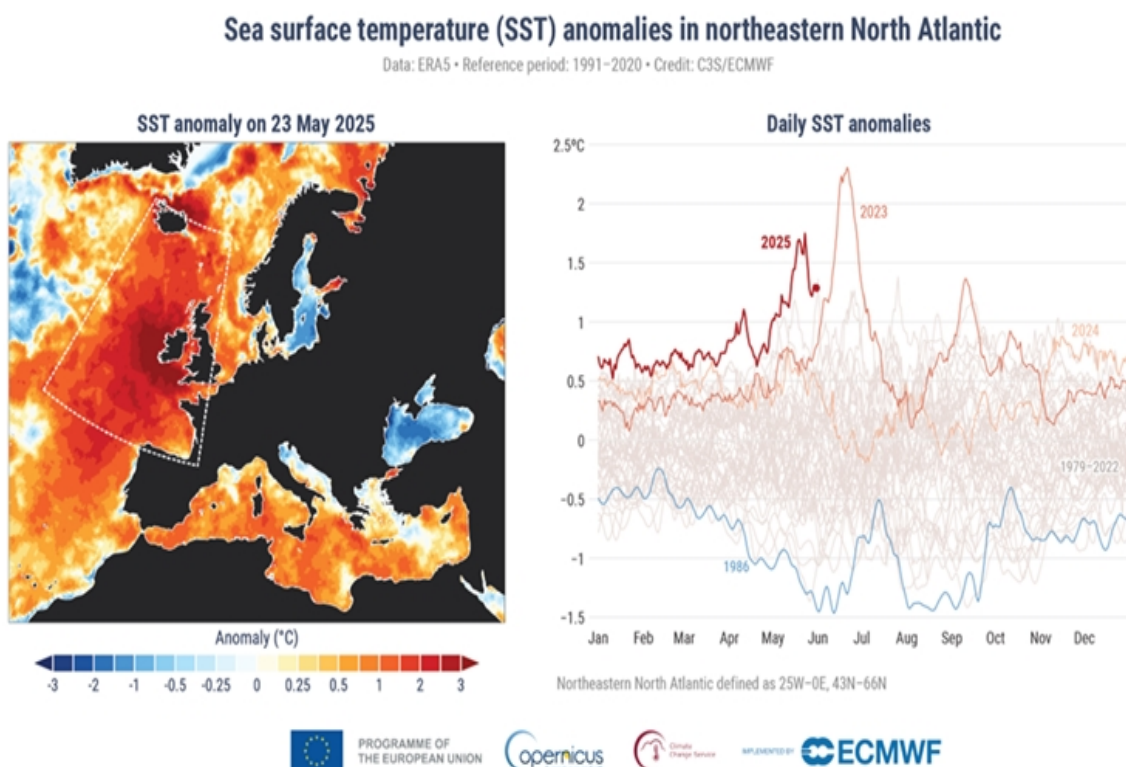 Sea surface temperature (SST) anomalies in northeastern North Atlantic
Data: ERA5 • Reference period: 1991–2020 • Credit: C3S/ECMWF
SST anomaly on 23 May 2025
Anomaly (°C)
-3 -2 -1 -0.5 -0.25 0 0.25 0.5 1 2 3
Daily SST anomalies
2.5ºC
2
1.5
1
0.5
0
−0.5
−1
−1.5
2025
2023
2024
1979–2022
1986
Jan Feb Mar Apr May Jun Jul Aug Sep Oct Nov Dec
Northeastern North Atlantic defined as 25W–0E, 43N–66N
PROGRAMME OF
THE EUROPEAN UNION
opernicus
Climate
Change Service
IMPLEMENTED BY
ECMWF